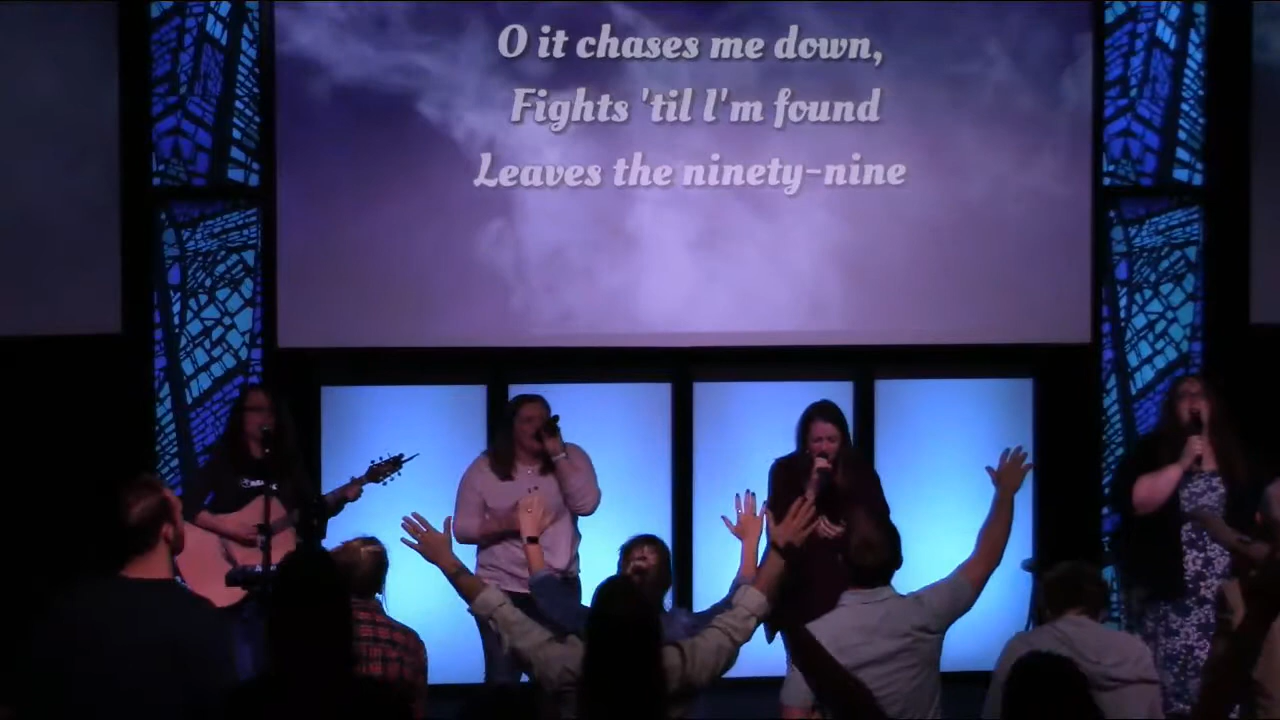 O it chases me down,
Fights 'til I'm found
Leaves the ninety-nine